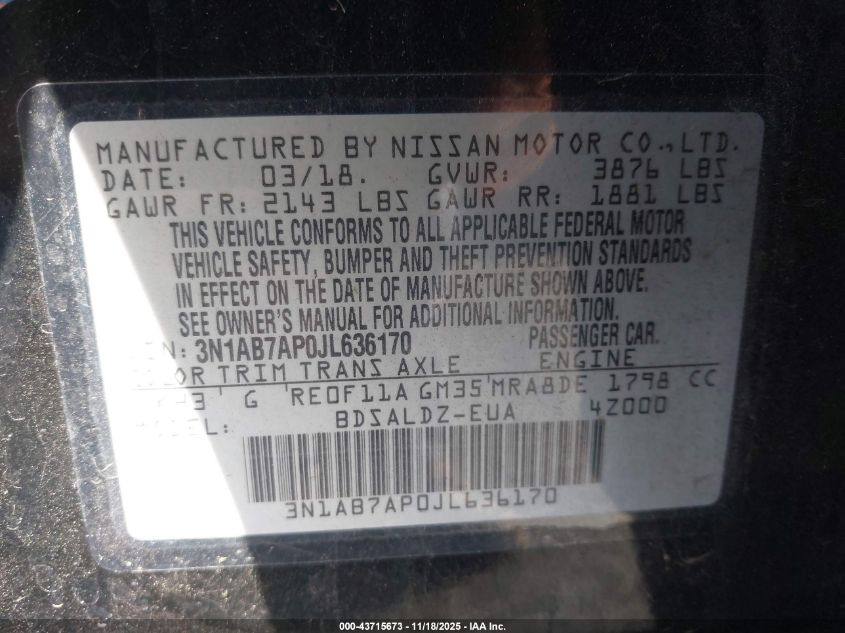 MANUFACTURED BY NISSAN MOTOR CO.,LTD.
DATE: 03/18. GVWR: 3876 LBS
GAWR FR: 2143 LBS GAWR RR: 1881 LBS
THIS VEHICLE CONFORMS TO ALL APPLICABLE FEDERAL MOTOR
VEHICLE SAFETY, BUMPER AND THEFT PREVENTION STANDARDS
IN EFFECT ON THE DATE OF MANUFACTURE SHOWN ABOVE.
SEE OWNER'S MANUAL FOR ADDITIONAL INFORMATION.
3N1AB7AP0JL636170 PASSENGER CAR.
TRIM TRANS AXLE ENGINE
G RE0F11A GM35 MRA8DE 1798 CC
BDSALDZ-EUA 4Z000
3N1AB7AP0JL636170
000-43715673 - 11/18/2025 - IAA Inc.